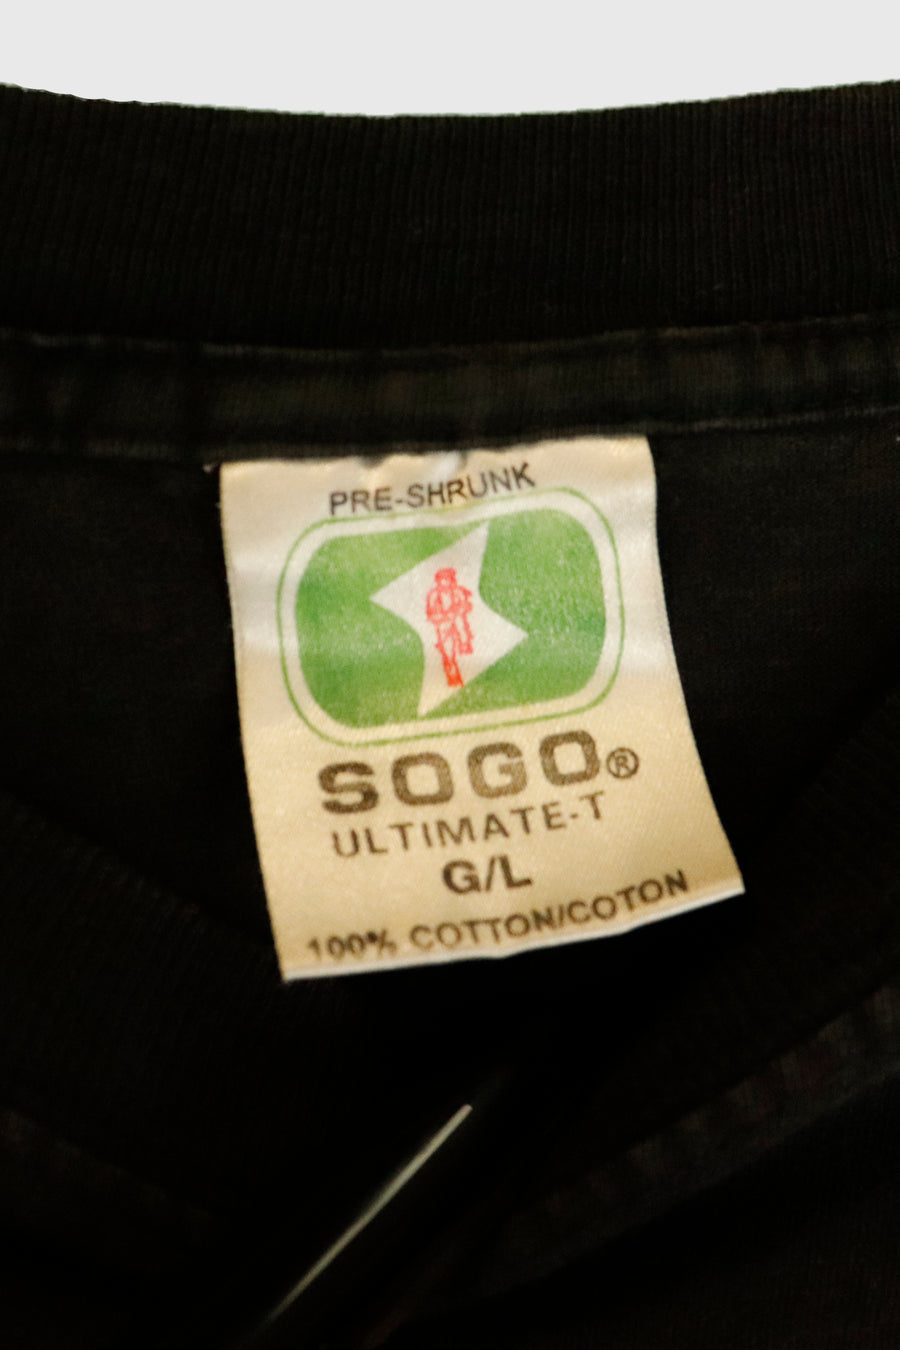 PRE-SHRUNK
SOGO®
ULTIMATE-T
G/L
100% COTTON/COTON